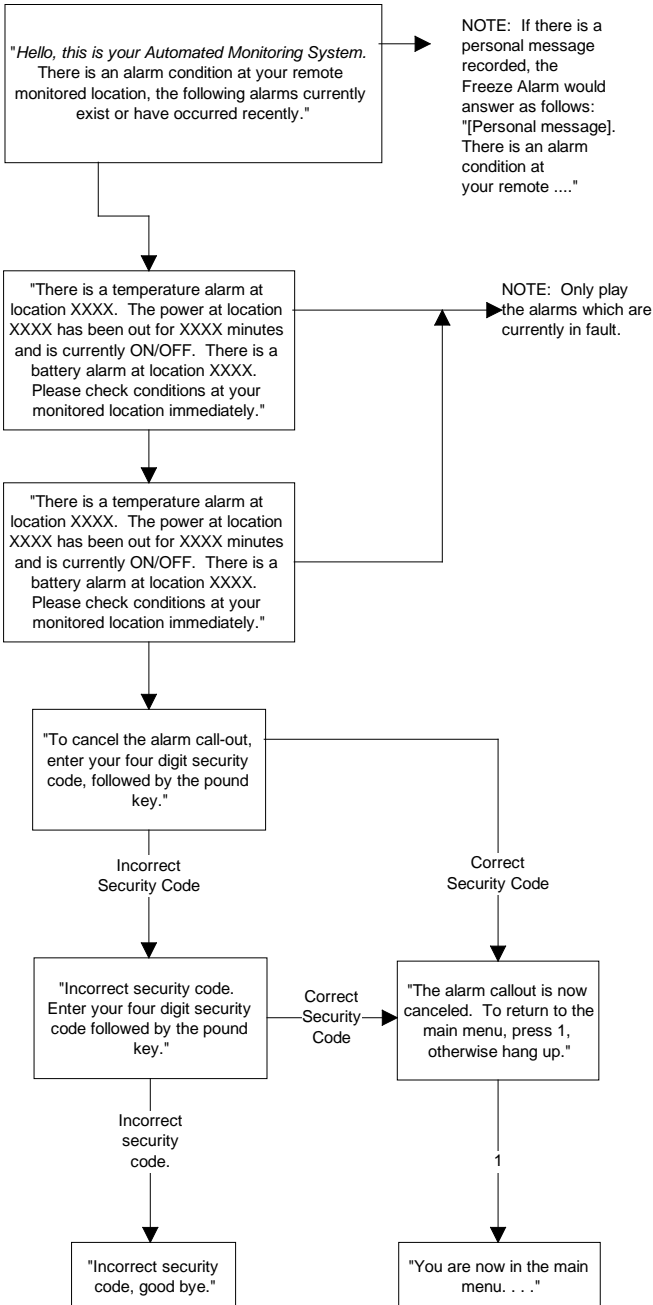 "Hello, this is your Automated Monitoring System.
There is an alarm condition at your remote
monitored location, the following alarms currently
exist or have occurred recently."
NOTE: If there is a
personal message
recorded, the
Freeze Alarm would
answer as follows:
"[Personal message].
There is an alarm
condition at
your remote ...."
"There is a temperature alarm at
location XXXX. The power at location
XXXX has been out for XXXX minutes
and is currently ON/OFF. There is a
battery alarm at location XXXX.
Please check conditions at your
monitored location immediately."
NOTE: Only play
the alarms which are
currently in fault.
"There is a temperature alarm at
location XXXX. The power at location
XXXX has been out for XXXX minutes
and is currently ON/OFF. There is a
battery alarm at location XXXX.
Please check conditions at your
monitored location immediately."
"To cancel the alarm call-out,
enter your four digit security
code, followed by the pound
key."
Incorrect
Security Code
Correct
Security Code
"Incorrect security code.
Enter your four digit security
code followed by the pound
key."
Correct
Security
Code
"The alarm callout is now
canceled. To return to the
main menu, press 1,
otherwise hang up."
Incorrect
security
code.
1
"Incorrect security
code, good bye."
"You are now in the main
menu. . . ."